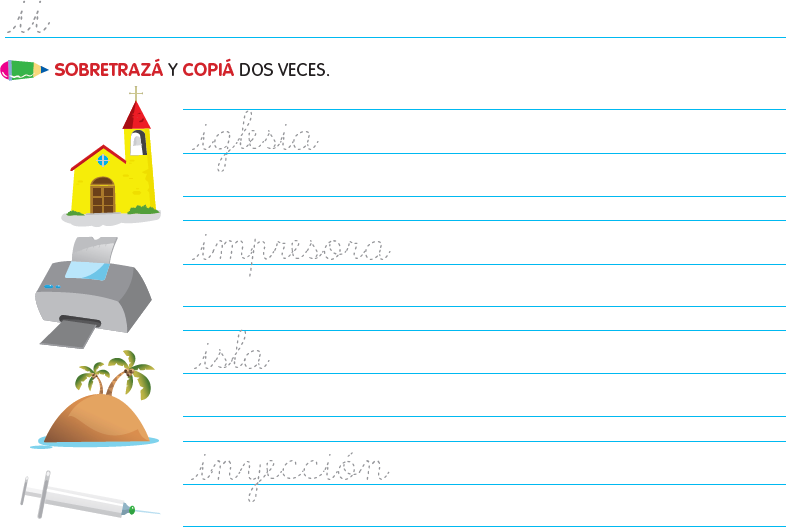 ii
SOBRETRAZÁ Y COPIÁ DOS VECES.
iglesia
impresora
isla
inyección